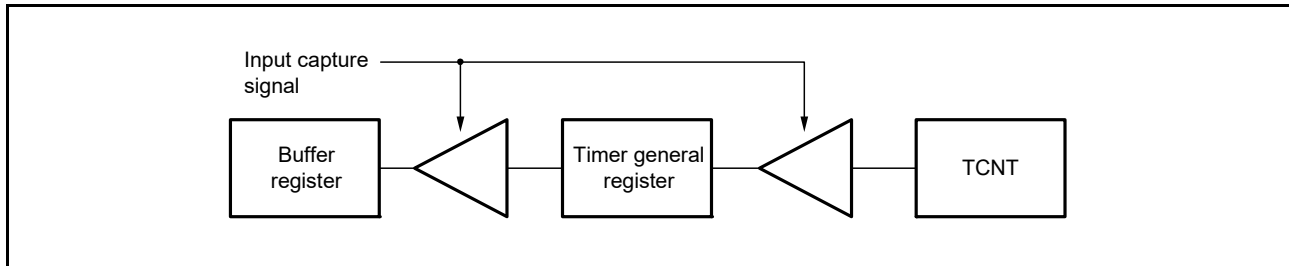 Input capture
signal
Buffer
register
Timer general
register
TCNT